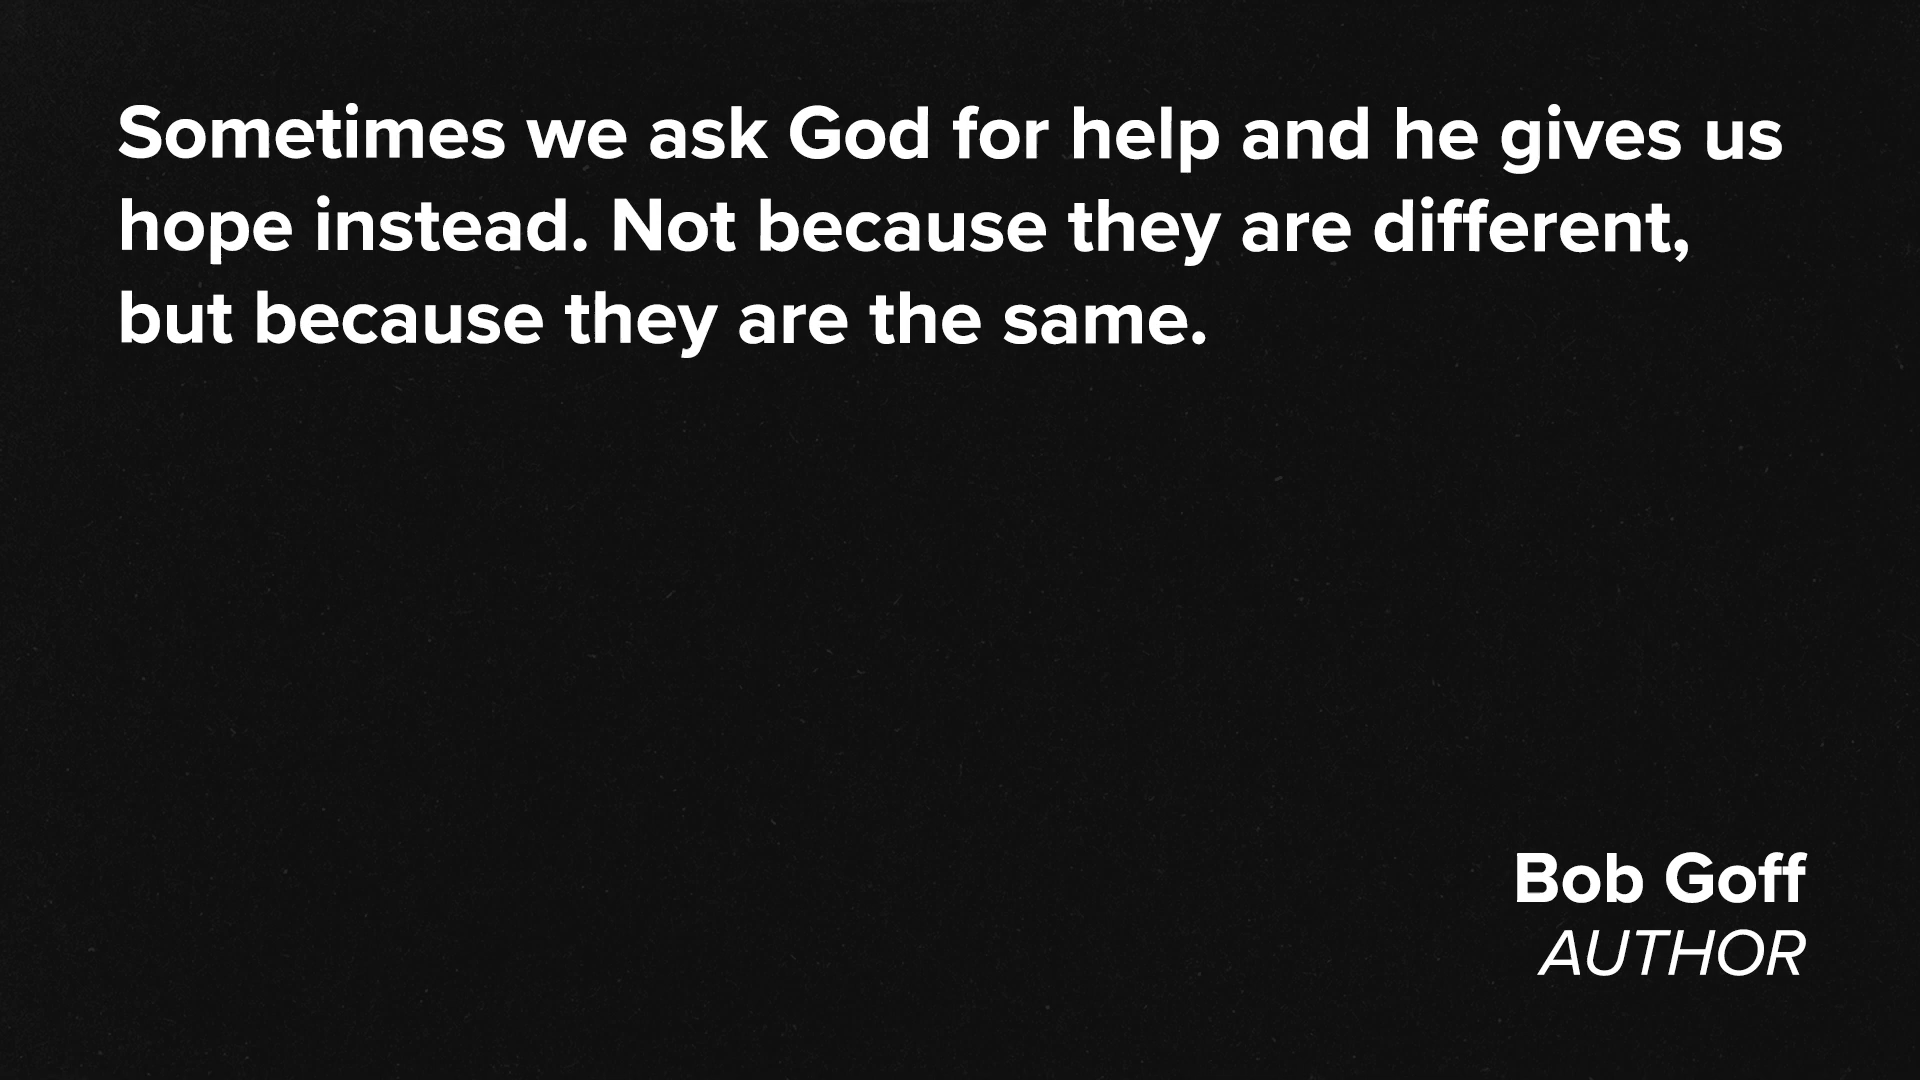 Sometimes we ask God for help and he gives us
hope instead. Not because they are different,
but because they are the same.
Bob Goff
AUTHOR